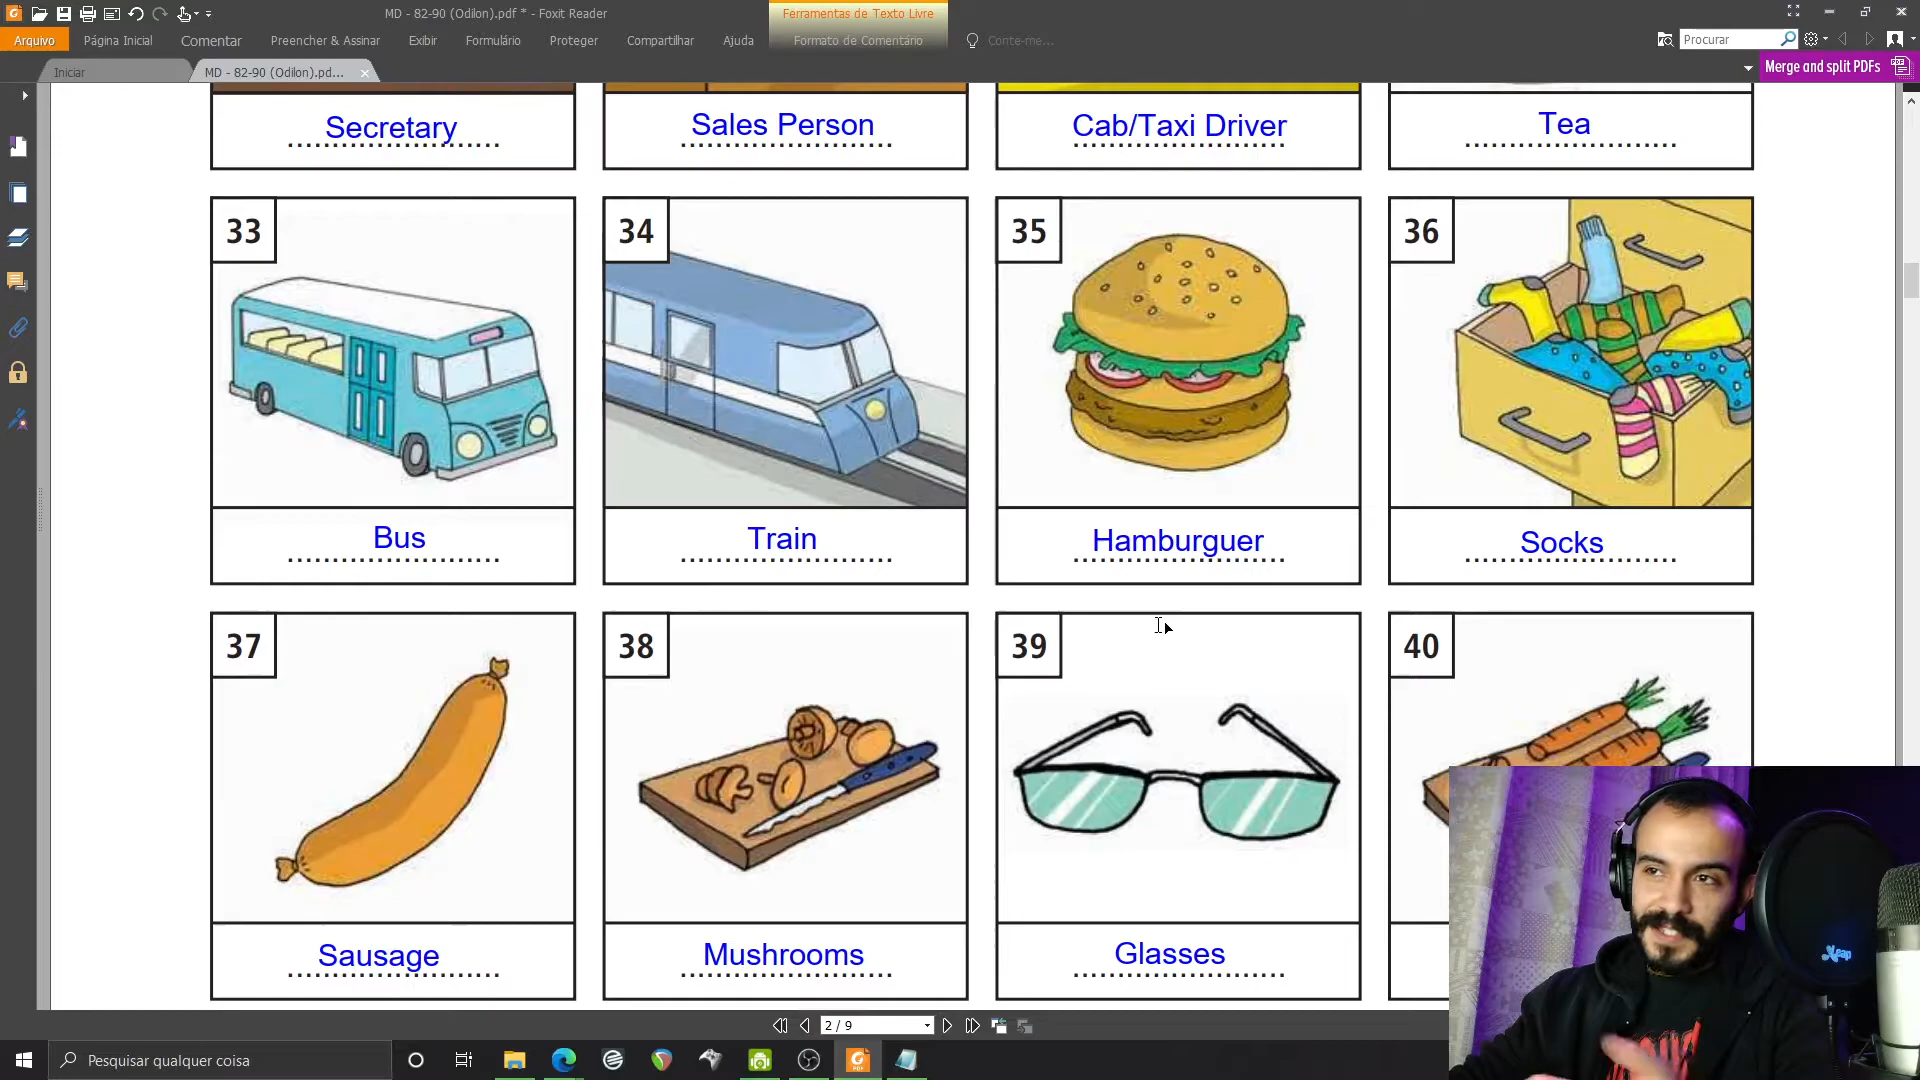 MD - 82-90 (Odilon).pdf * - Foxit Reader
Ferramentas de Texto Livre
Arquivo
Página Inicial
Comentar
Preencher & Assinar
Exibir
Formulário
Proteger
Compartilhar
Ajuda
Formato de Comentário
Conte-me...
Procurar
Iniciar
MD - 82-90 (Odilon).pd...
Merge and split PDFs
Secretary
Sales Person
Cab/Taxi Driver
Tea
33
34
35
36
Bus
Train
Hamburguer
Socks
37
38
39
40
Sausage
Mushrooms
Glasses
2 / 9
Pesquisar qualquer coisa